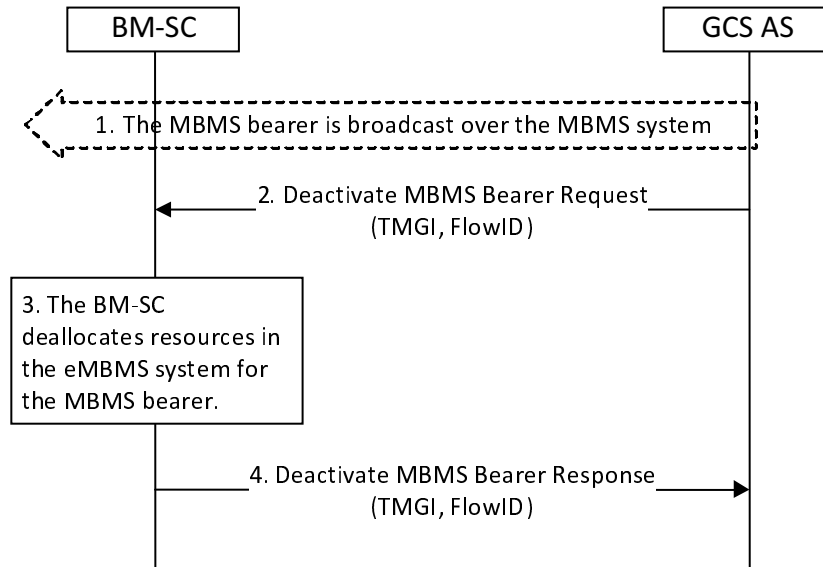 BM-SC
GCS AS
1. The MBMS bearer is broadcast over the MBMS system
2. Deactivate MBMS Bearer Request
(TMGI, FlowID)
3. The BM-SC
deallocates resources in
the eMBMS system for
the MBMS bearer.
4. Deactivate MBMS Bearer Response
(TMGI, FlowID)